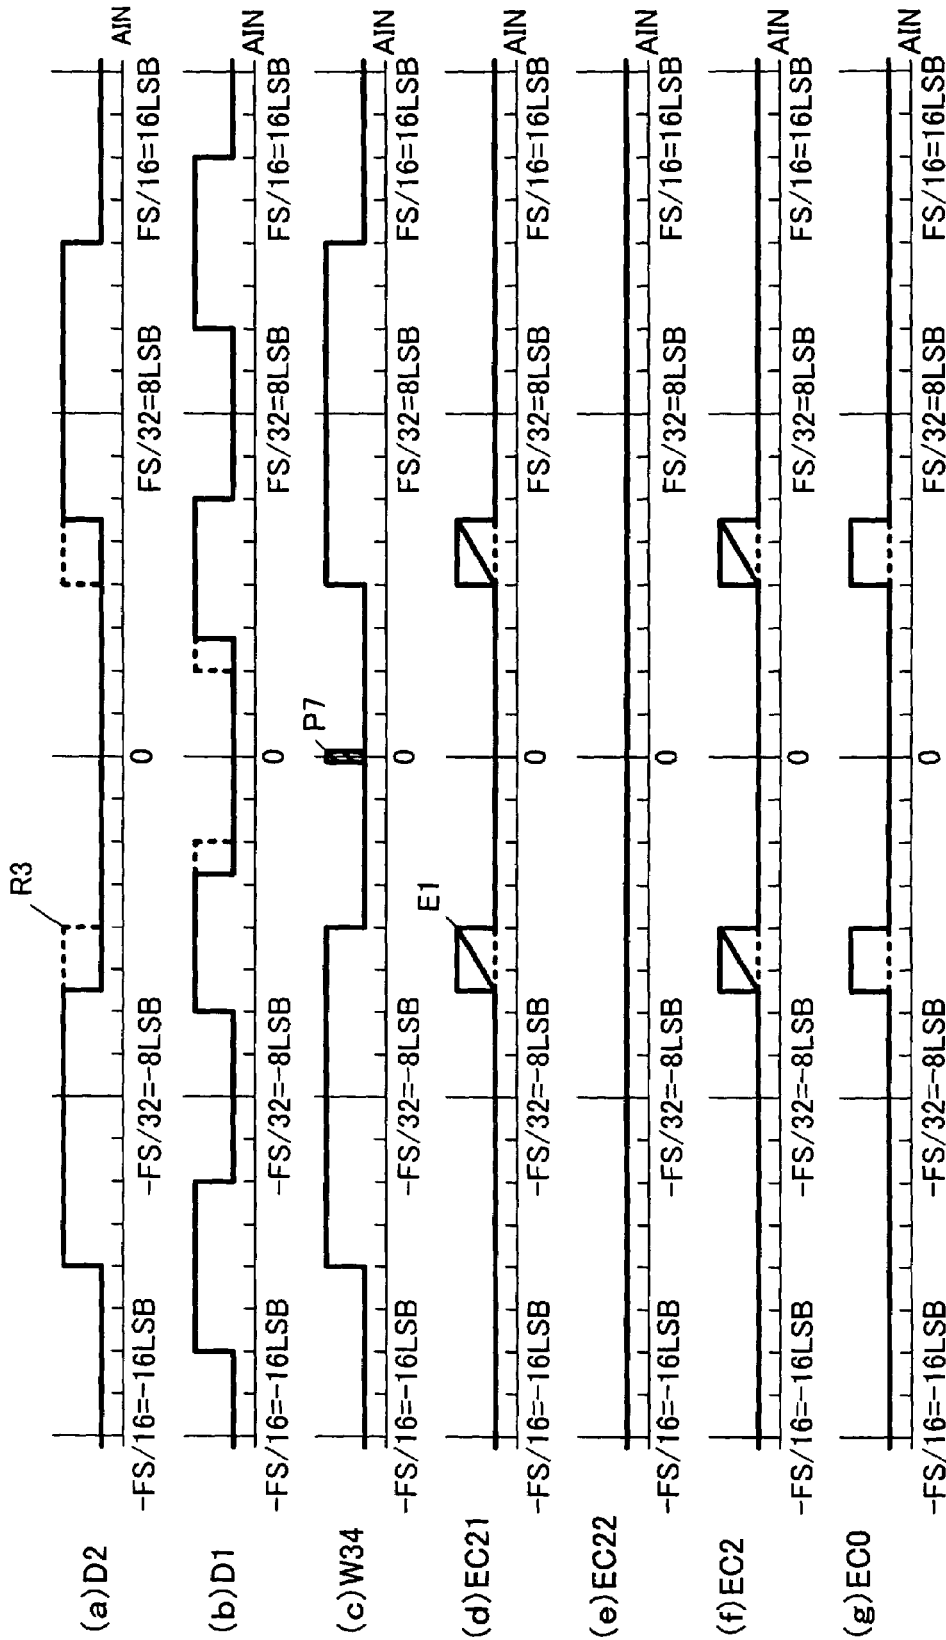 R3
(a)D2
-FS/16=-16LSB
-FS/32=-8LSB
0
FS/32=8LSB
FS/16=16LSB
AIN
(b)D1
-FS/16=-16LSB
-FS/32=-8LSB
0
FS/32=8LSB
FS/16=16LSB
AIN
P7
(c)W34
-FS/16=-16LSB
-FS/32=-8LSB
0
FS/32=8LSB
FS/16=16LSB
AIN
E1
(d)EC21
-FS/16=-16LSB
-FS/32=-8LSB
0
FS/32=8LSB
FS/16=16LSB
AIN
(e)EC22
-FS/16=-16LSB
-FS/32=-8LSB
0
FS/32=8LSB
FS/16=16LSB
AIN
(f)EC2
-FS/16=-16LSB
-FS/32=-8LSB
0
FS/32=8LSB
FS/16=16LSB
AIN
(g)EC0
-FS/16=-16LSB
-FS/32=-8LSB
0
FS/32=8LSB
FS/16=16LSB
AIN